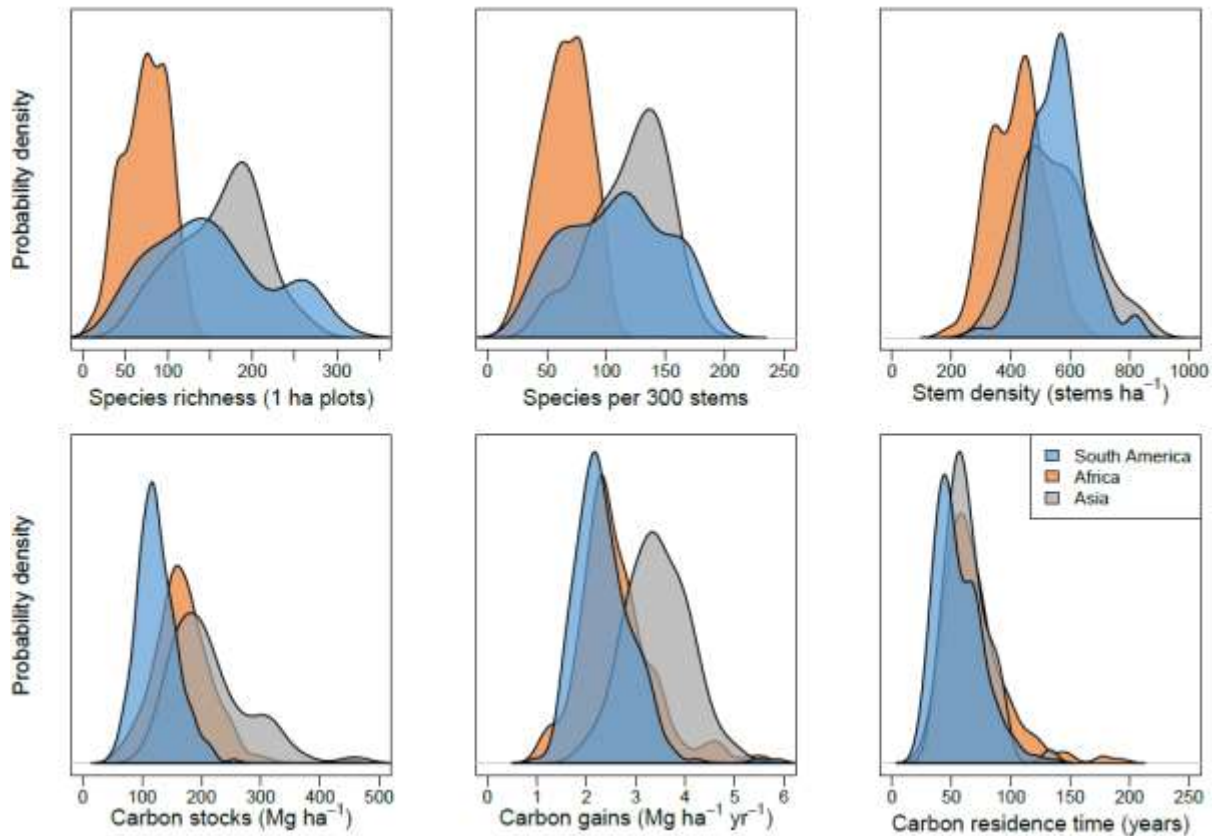 Probability density
0 50 100 200 300
Species richness (1 ha plots)
0 50 100 150 200 250
Species per 300 stems
0 200 400 600 800 1000
Stem density (stems ha⁻¹)
Probability density
0 100 200 300 400 500
Carbon stocks (Mg ha⁻¹)
0 1 2 3 4 5 6
Carbon gains (Mg ha⁻¹ yr⁻¹)
South America
Africa
Asia
0 50 100 150 200 250
Carbon residence time (years)